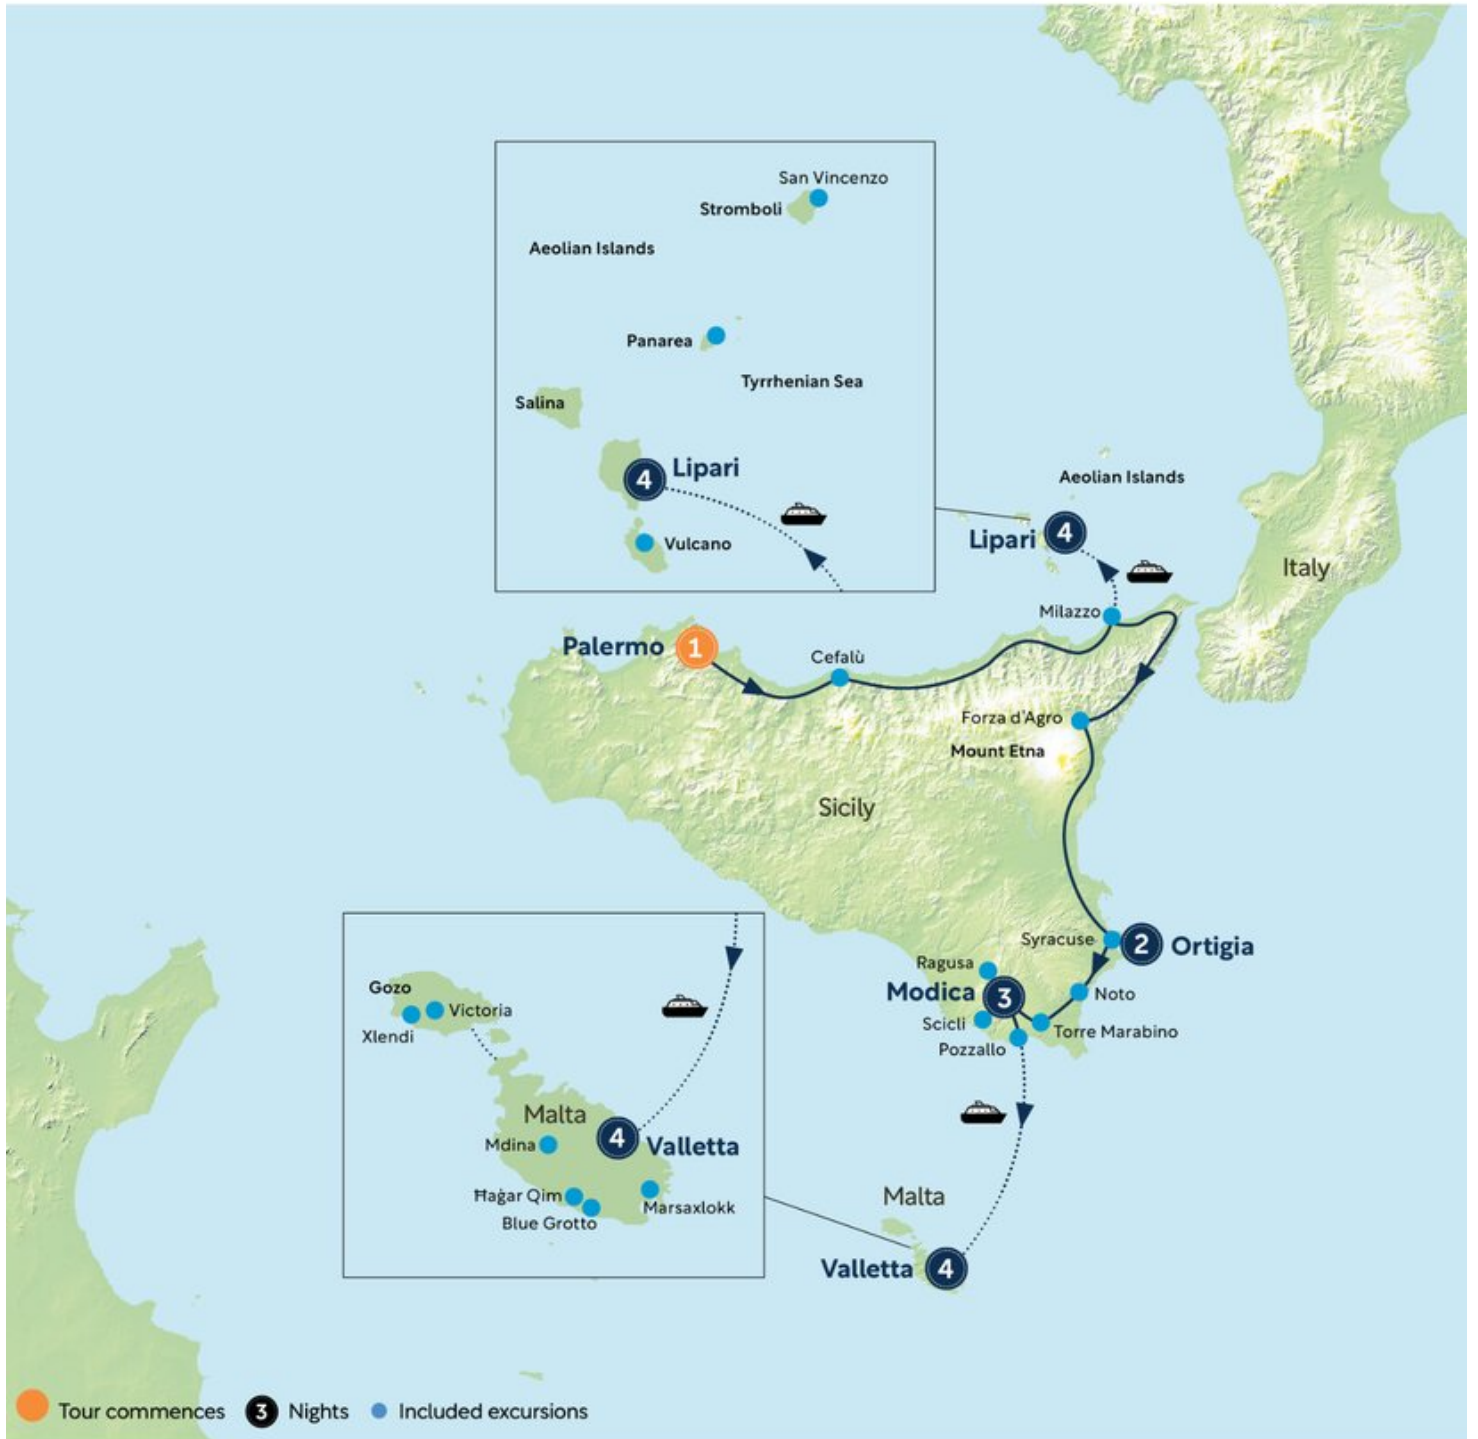 San Vincenzo
Stromboli
Aeolian Islands
Panarea
Tyrrhenian Sea
Salina
4 Lipari
Vulcano
Aeolian Islands
Lipari 4
Italy
Milazzo
Palermo 1
Cefalù
Forza d'Agro
Mount Etna
Sicily
Syracuse 2 Ortigia
Ragusa
Modica 3
Noto
Scicli
Torre Marabino
Pozzallo
Gozo
Victoria
Xlendi
Malta
4 Valletta
Mdina
Ħaġar Qim
Marsaxlokk
Blue Grotto
Malta
Valletta 4
Tour commences 3 Nights Included excursions